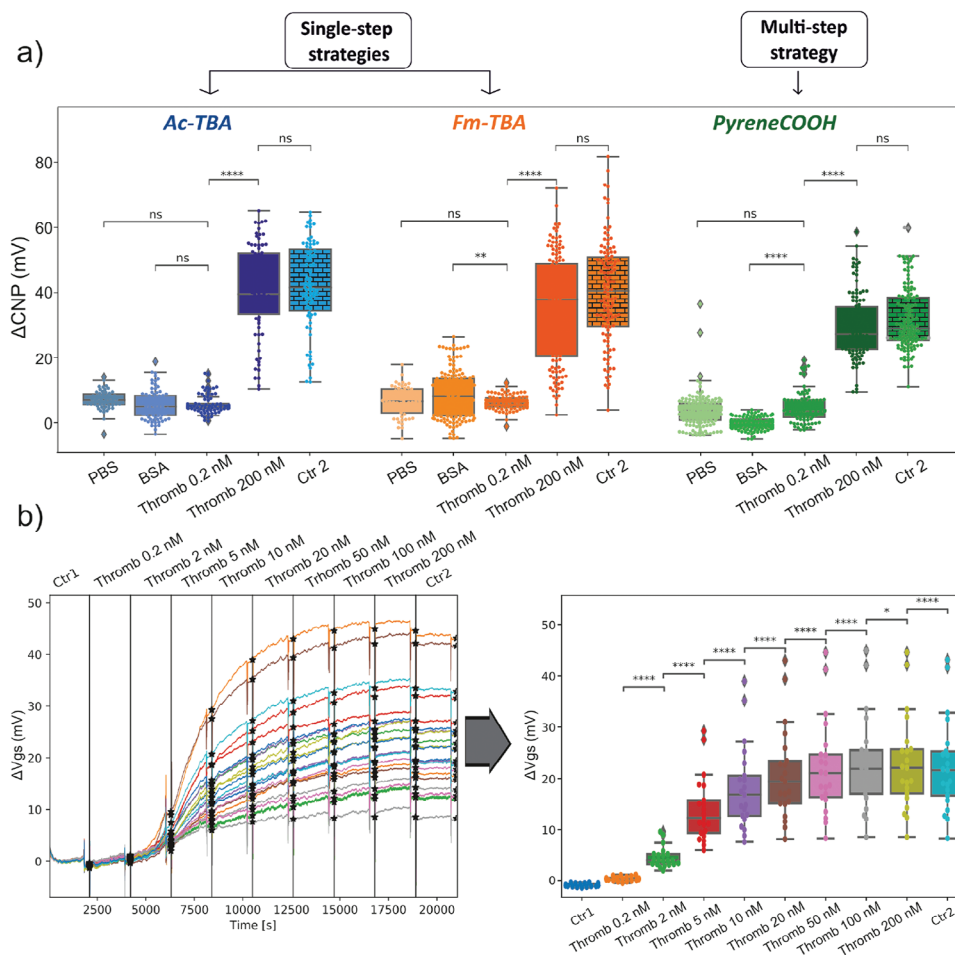 a)
Single-step
strategies
Multi-step
strategy
Ac-TBA
Fm-TBA
PyreneCOOH
ns
ns
ns
****
****
****
ns
ns
ns
ns
**
****
ΔCNP (mV)
80
60
40
20
0
PBS
BSA
Thromb 0.2 nM
Thromb 200 nM
Ctr 2
PBS
BSA
Thromb 0.2 nM
Thromb 200 nM
Ctr 2
PBS
BSA
Thromb 0.2 nM
Thromb 200 nM
Ctr 2
b)
Ctr1
Thromb 0.2 nM
Thromb 2 nM
Thromb 5 nM
Thromb 10 nM
Thromb 20 nM
Trhomb 50 nM
Thromb 100 nM
Thromb 200 nM
Ctr2
ΔVgs (mV)
50
40
30
20
10
0
2500
5000
7500
10000
12500
15000
17500
20000
Time [s]
ΔVgs (mV)
50
40
30
20
10
0
****
****
****
****
****
****
*
****
Ctr1
Thromb 0.2 nM
Thromb 2 nM
Thromb 5 nM
Thromb 10 nM
Thromb 20 nM
Thromb 50 nM
Thromb 100 nM
Thromb 200 nM
Ctr2